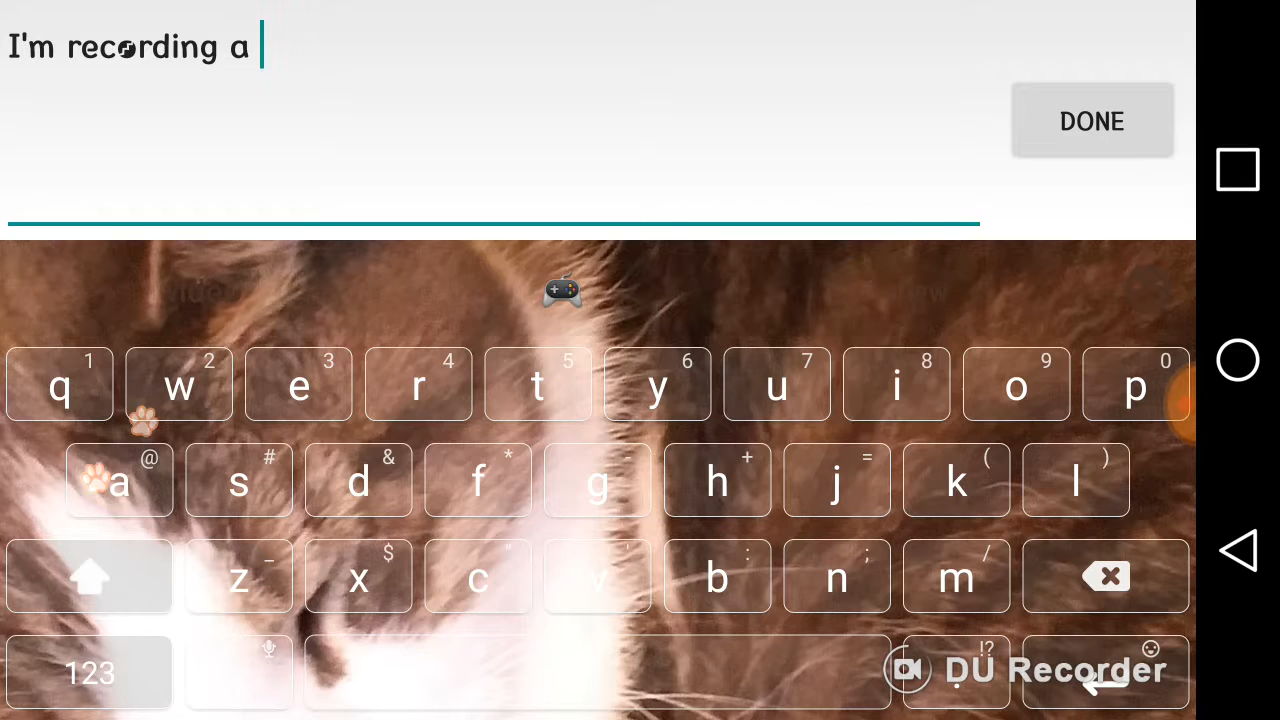 I'm recording a
DONE
1 2 3 4 5 6 7 8 9 0
q w e r t y u i o p
@ # & * - + = ( )
a s d f g h j k l
_ $ " ' : ; /
z x c v b n m
!?
123 .
DU Recorder